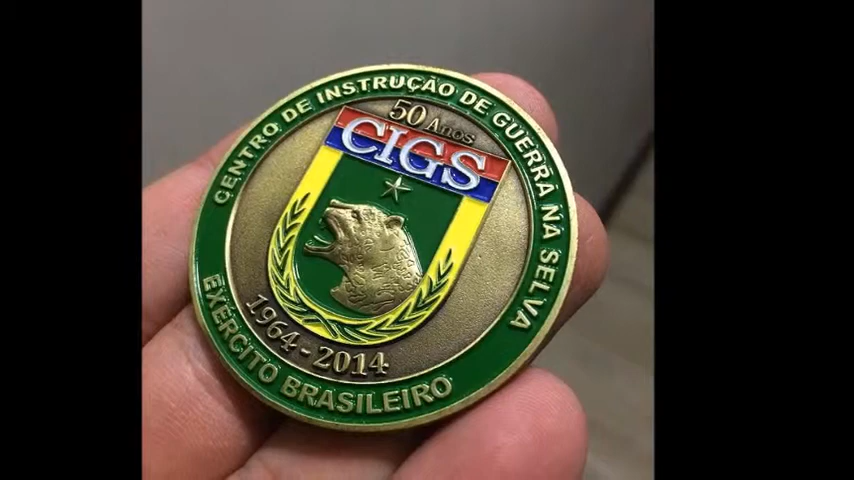 CENTRO DE INSTRUÇÃO DE GUERRA NA SELVA
50 Anos
CIGS
1964 - 2014
EXÉRCITO BRASILEIRO